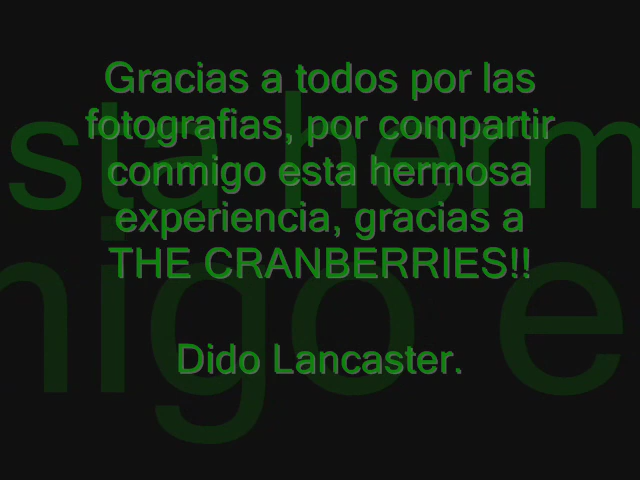 Gracias a todos por las
fotografias, por compartir
conmigo esta hermosa
experiencia, gracias a
THE CRANBERRIES!!
Dido Lancaster.